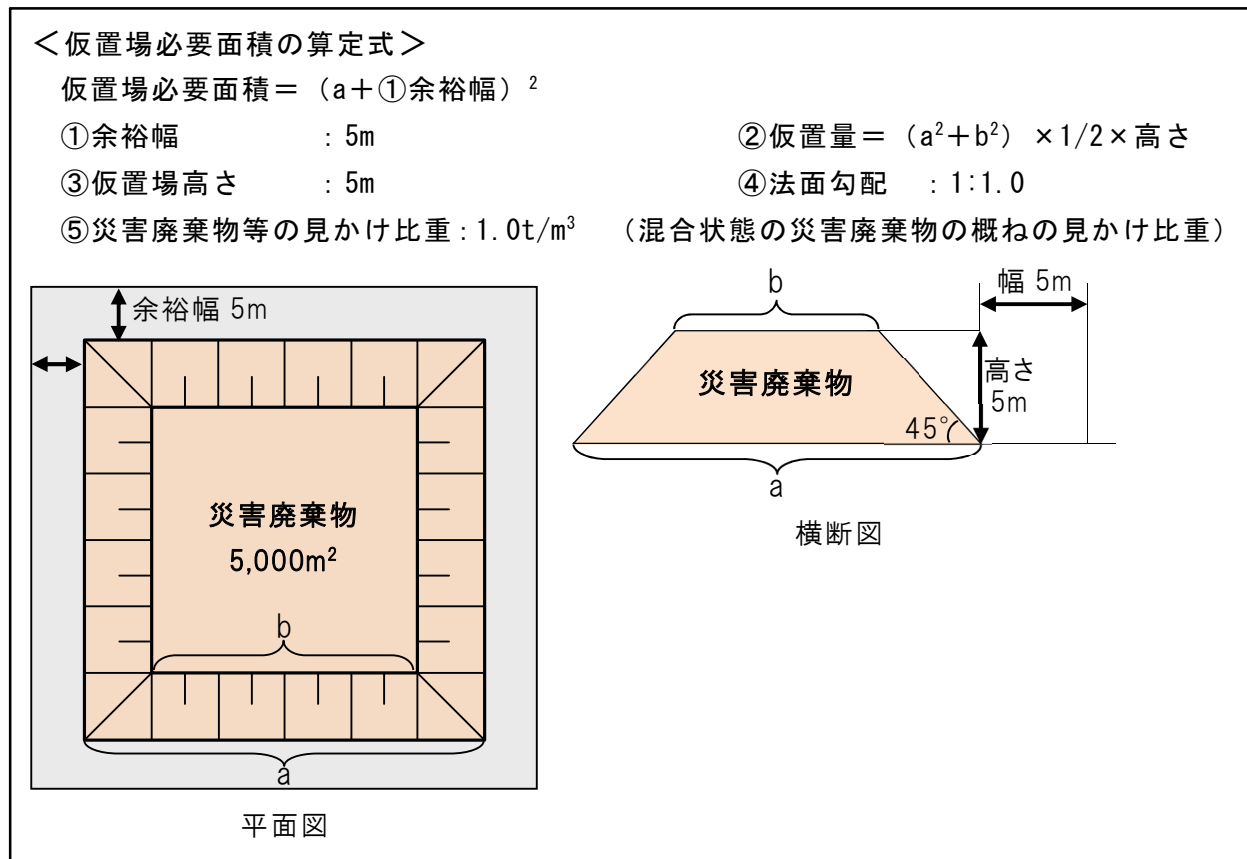 ＜仮置場必要面積の算定式＞
仮置場必要面積＝（a＋①余裕幅）²
①余裕幅　　　：5m　　　②仮置量＝（a²＋b²）×1/2×高さ
③仮置場高さ　　：5m　　　④法面勾配　：1:1.0
⑤災害廃棄物等の見かけ比重：1.0t/m³　（混合状態の災害廃棄物の概ねの見かけ比重）
余裕幅 5m
災害廃棄物
5,000m²
b
a
平面図
b
幅 5m
災害廃棄物
高さ
5m
45°
a
横断図